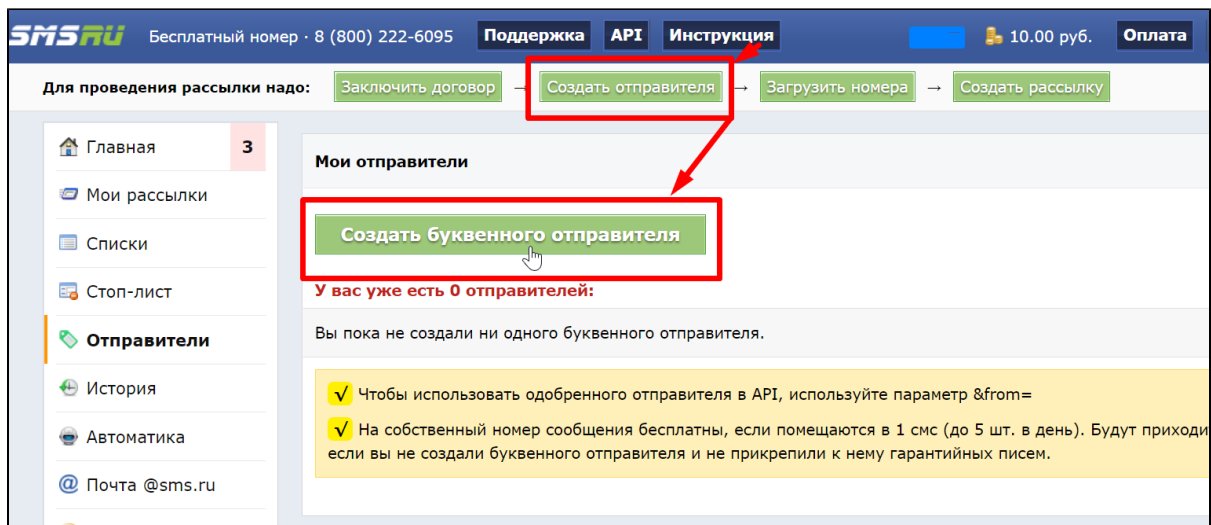 SMSRU Бесплатный номер · 8 (800) 222-6095 Поддержка API Инструкция 10.00 руб. Оплата
Для проведения рассылки надо: Заключить договор → Создать отправителя → Загрузить номера → Создать рассылку
Главная 3
Мои рассылки
Списки
Стоп-лист
Отправители
История
Автоматика
Почта @sms.ru
Мои отправители
Создать буквенного отправителя
У вас уже есть 0 отправителей:
Вы пока не создали ни одного буквенного отправителя.
√ Чтобы использовать одобренного отправителя в API, используйте параметр &from=
√ На собственный номер сообщения бесплатны, если помещаются в 1 смс (до 5 шт. в день). Будут приходи
если вы не создали буквенного отправителя и не прикрепили к нему гарантийных писем.